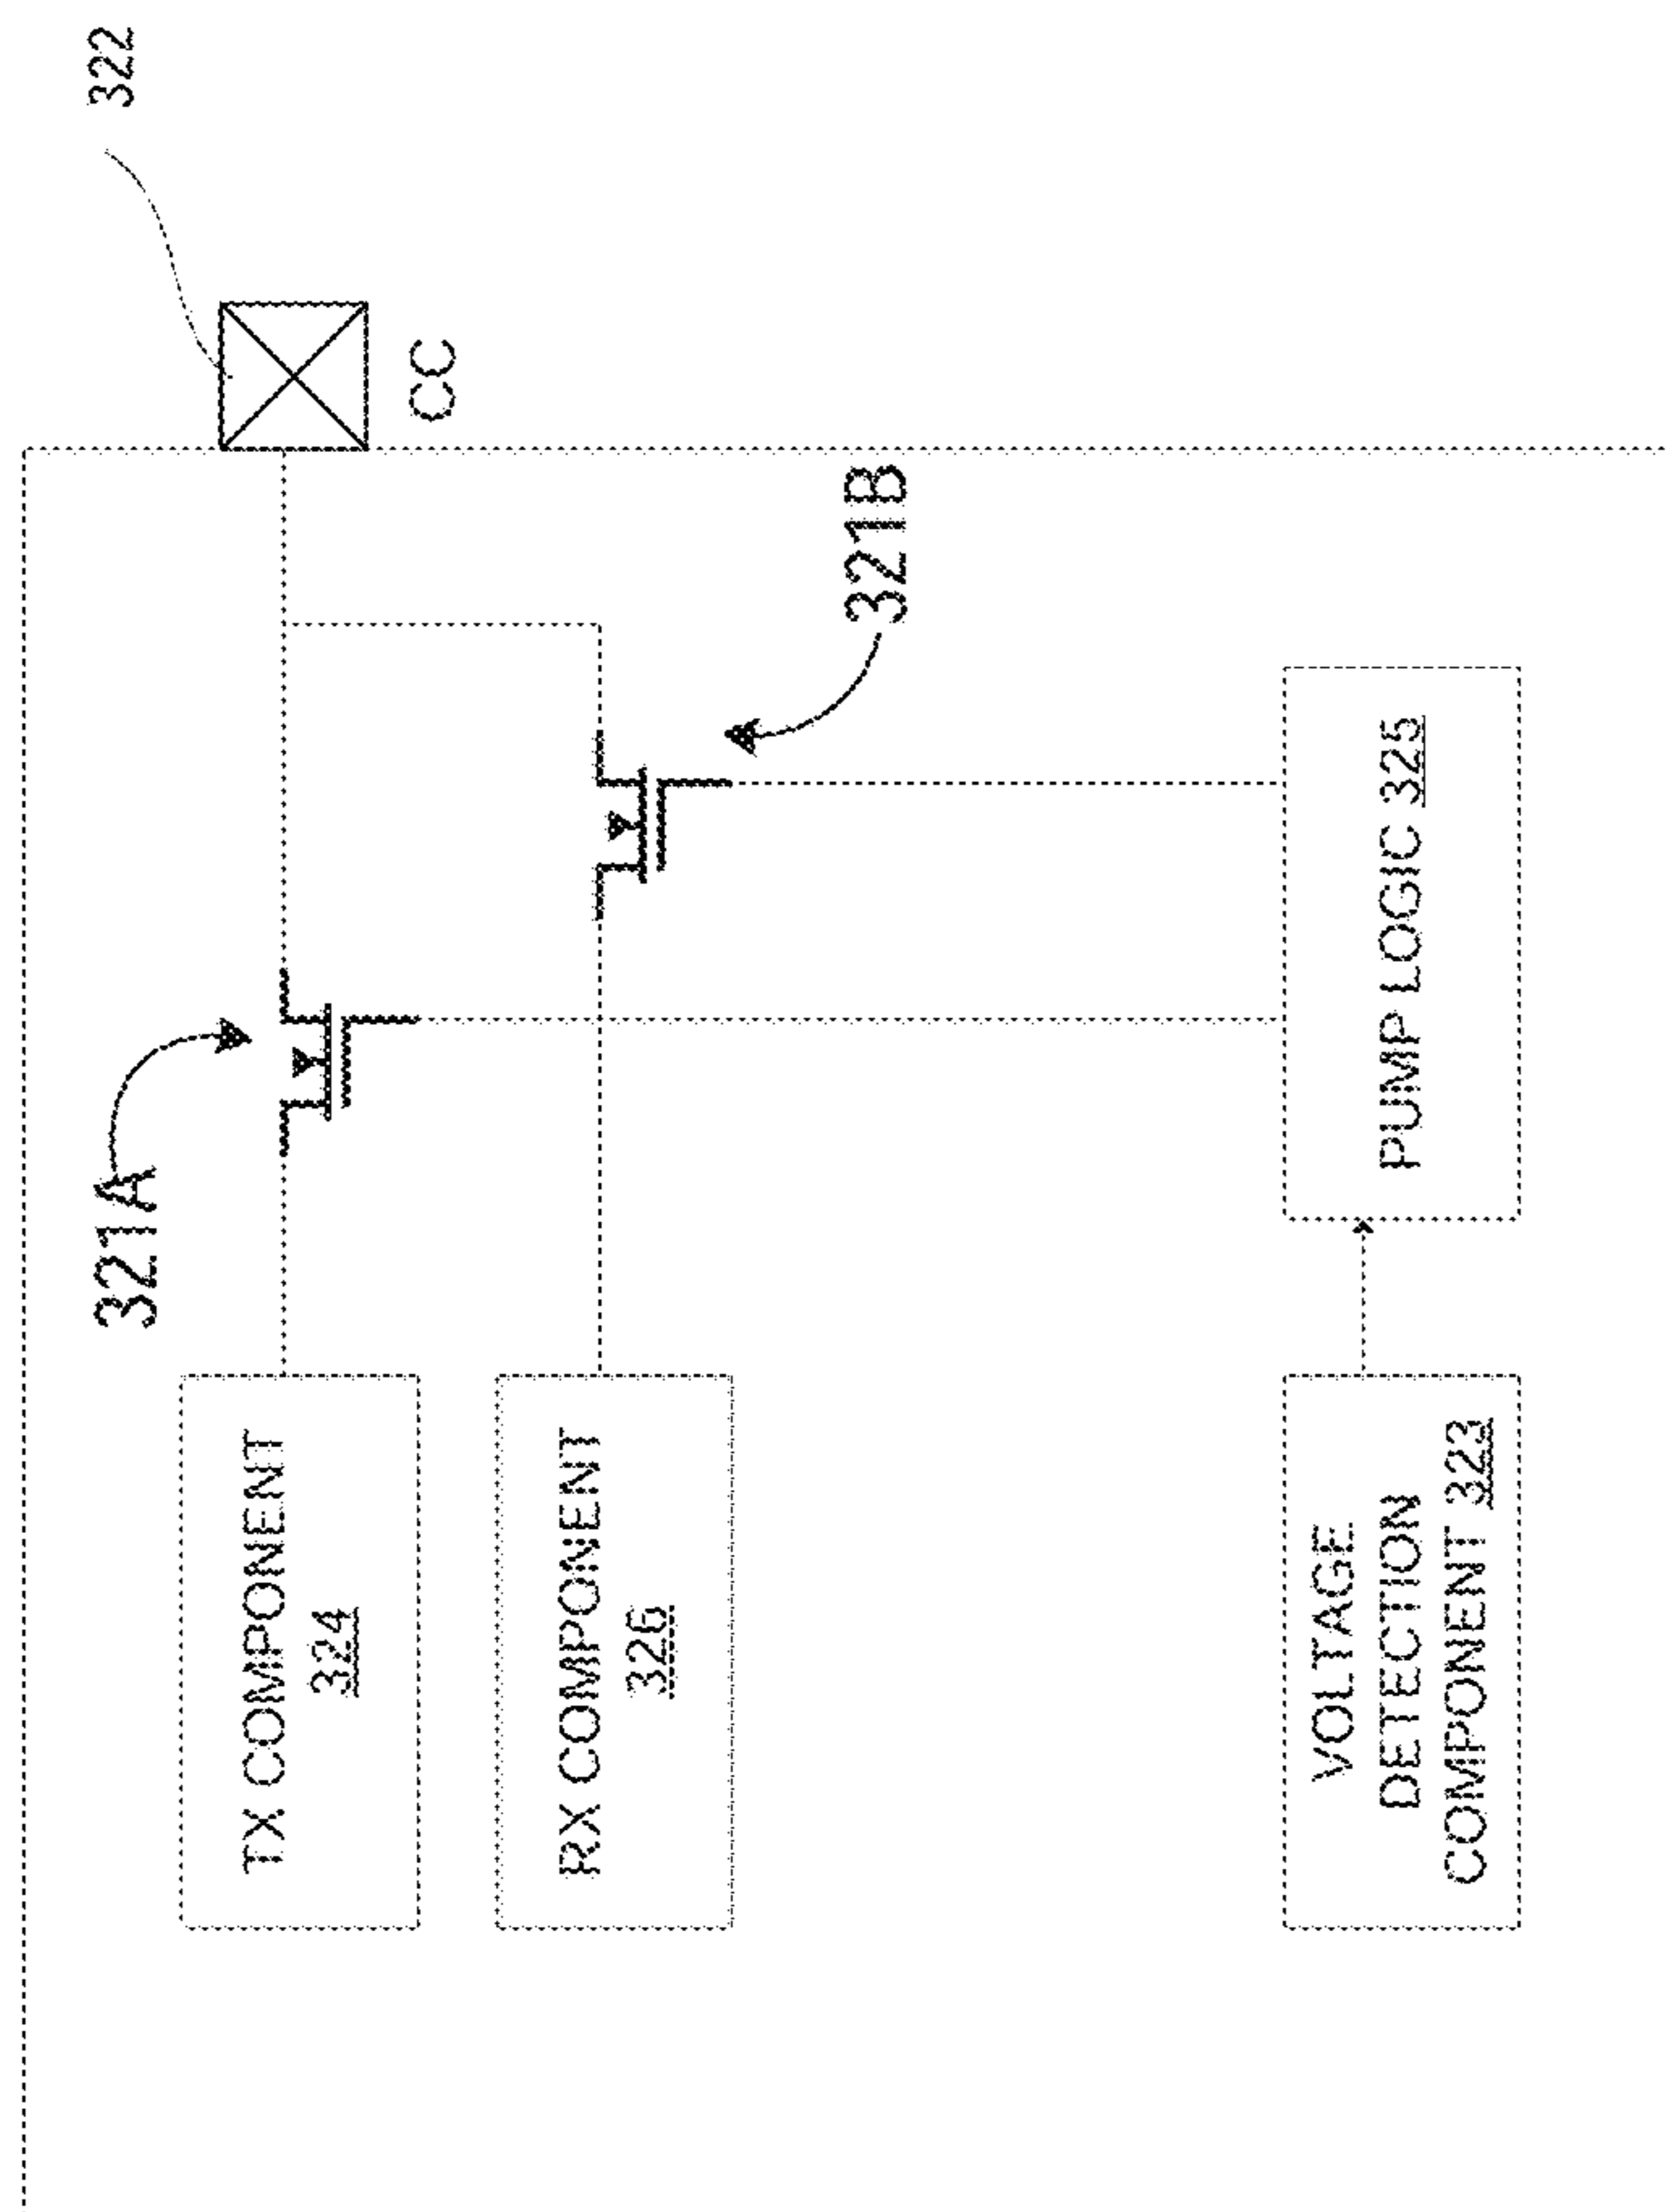 322
CC
321A
321B
TX COMPONENT
324
RX COMPONENT
326
VOLTAGE
DETECTION
COMPONENT 323
PUMP LOGIC 325